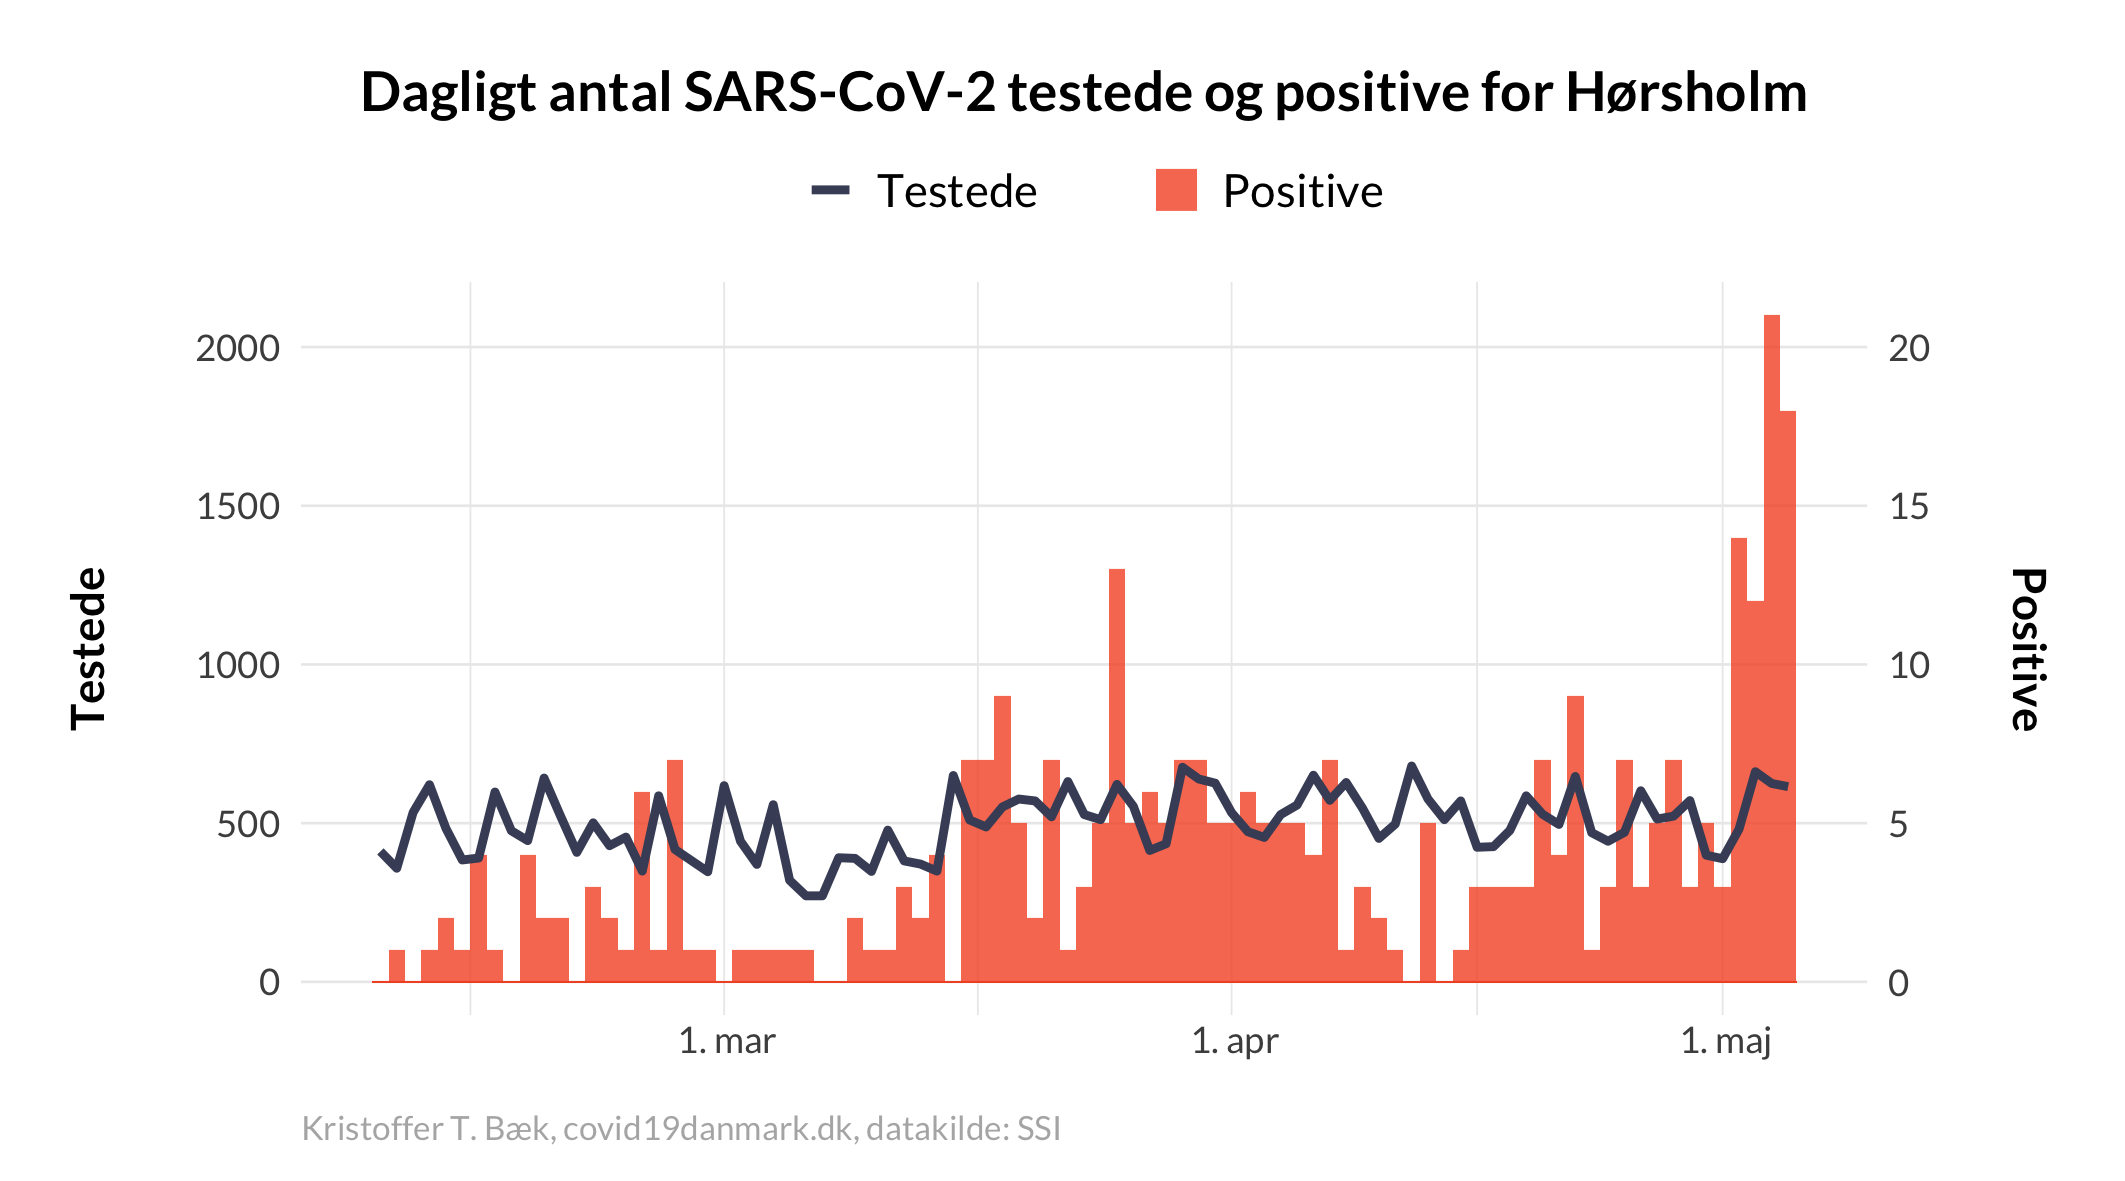 Dagligt antal SARS-CoV-2 testede og positive for Hørsholm
Testede
Positive
2000
1500
1000
500
0
20
15
10
5
0
Testede
Positive
1. mar
1. apr
1. maj
Kristoffer T. Bæk, covid19danmark.dk, datakilde: SSI